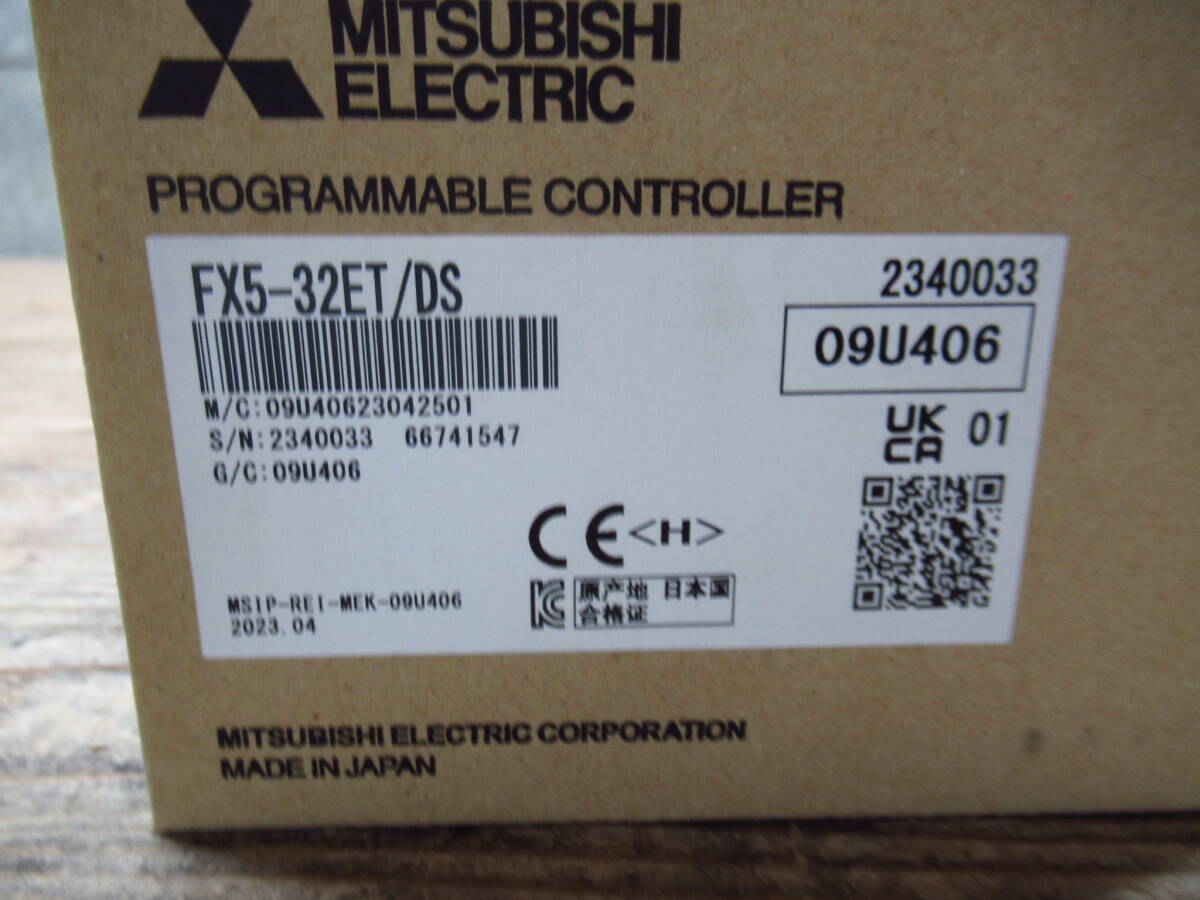 MITSUBISHI
ELECTRIC
PROGRAMMABLE CONTROLLER
FX5-32ET/DS
2340033
09U406
M/C:09U40623042501
S/N:2340033 66741547
G/C:09U406
UK
CA 01
CE <H>
原产地 日本国
合格证
MSIP-REI-MEK-09U406
2023.04
MITSUBISHI ELECTRIC CORPORATION
MADE IN JAPAN